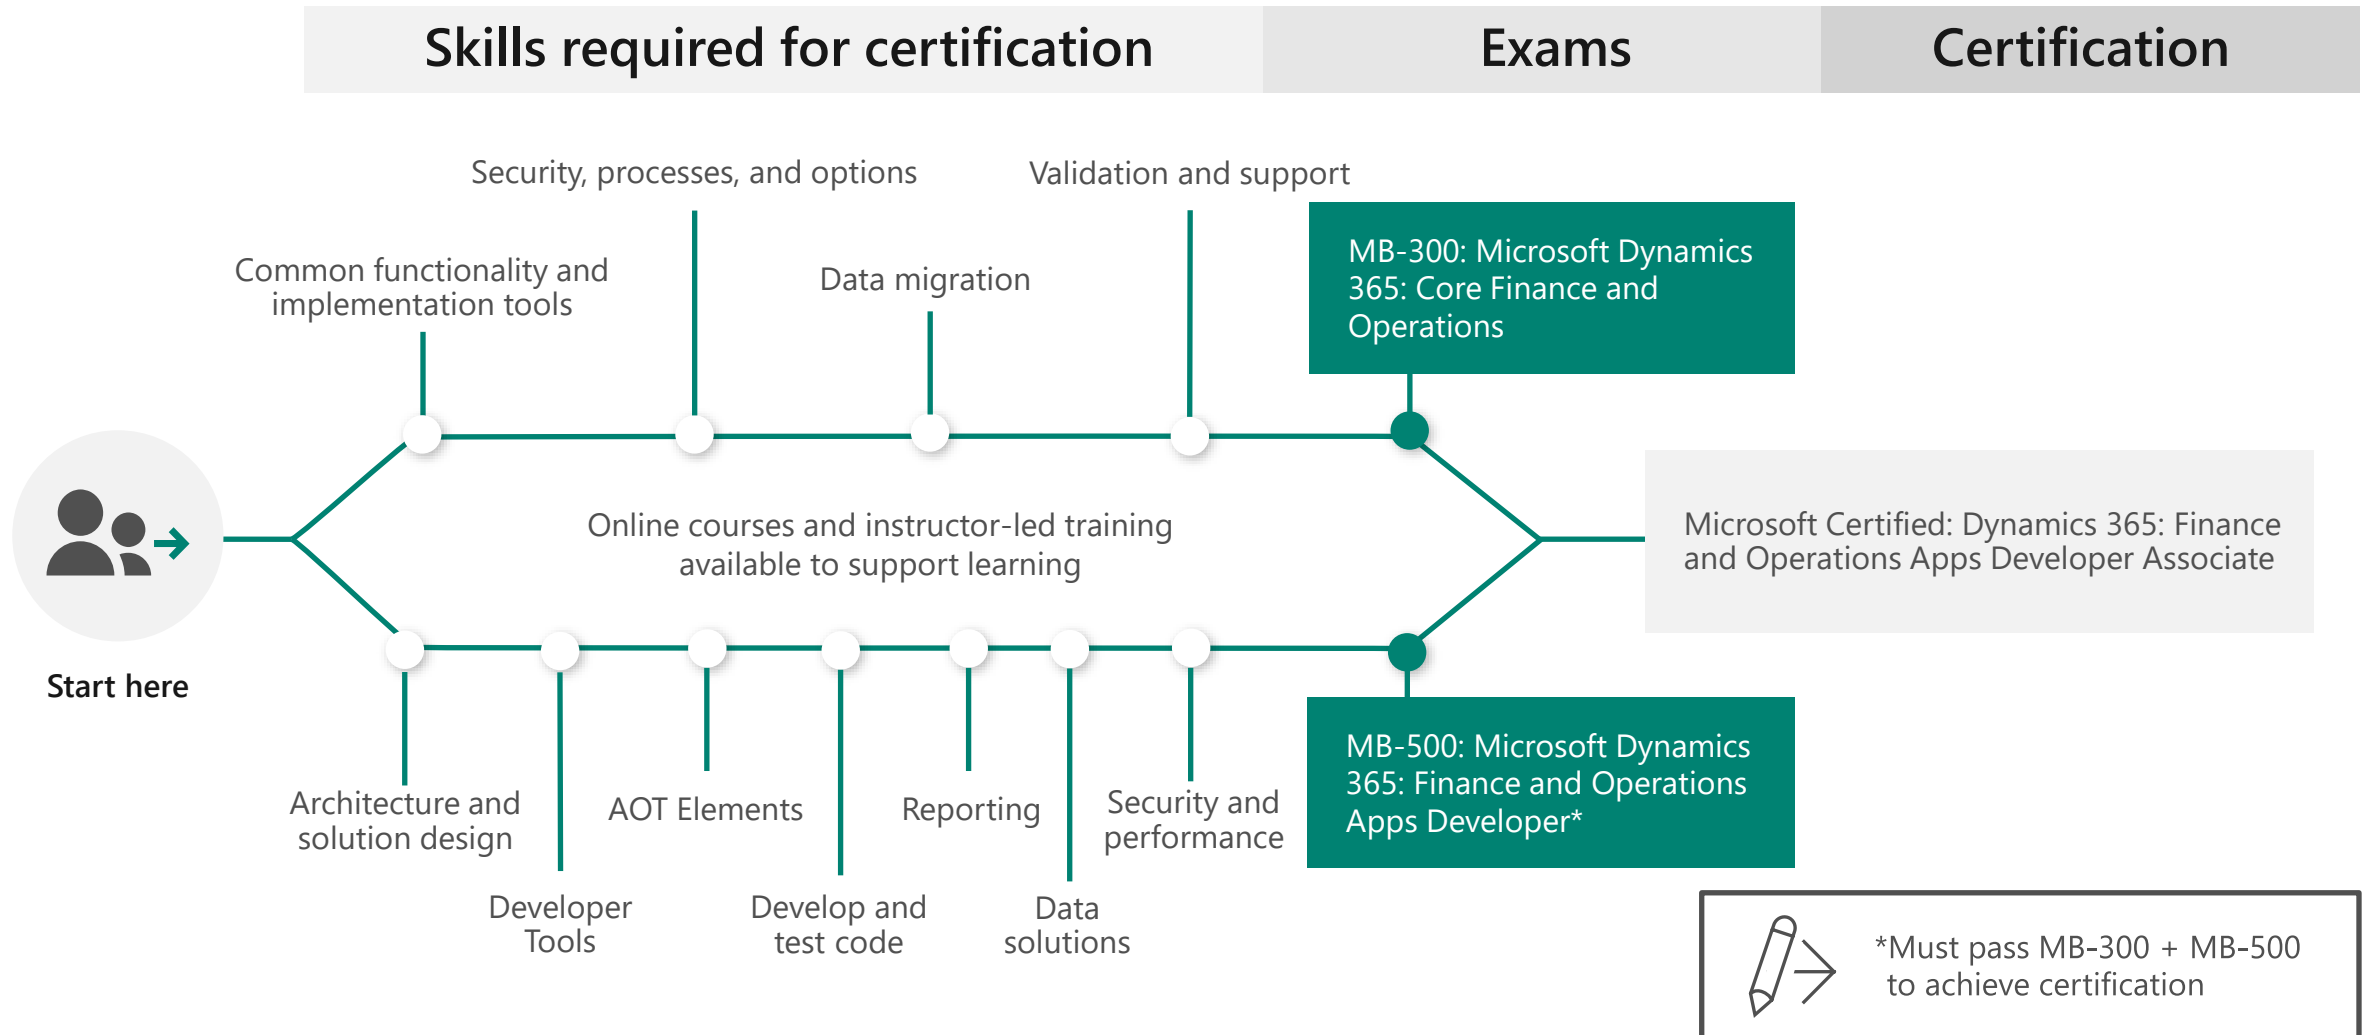 Skills required for certification
Exams
Certification
Security, processes, and options
Validation and support
Common functionality and
implementation tools
Data migration
MB-300: Microsoft Dynamics
365: Core Finance and
Operations
Start here
Online courses and instructor-led training
available to support learning
Microsoft Certified: Dynamics 365: Finance
and Operations Apps Developer Associate
Architecture and
solution design
Developer
Tools
AOT Elements
Develop and
test code
Reporting
Data
solutions
Security and
performance
MB-500: Microsoft Dynamics
365: Finance and Operations
Apps Developer*
*Must pass MB-300 + MB-500
to achieve certification